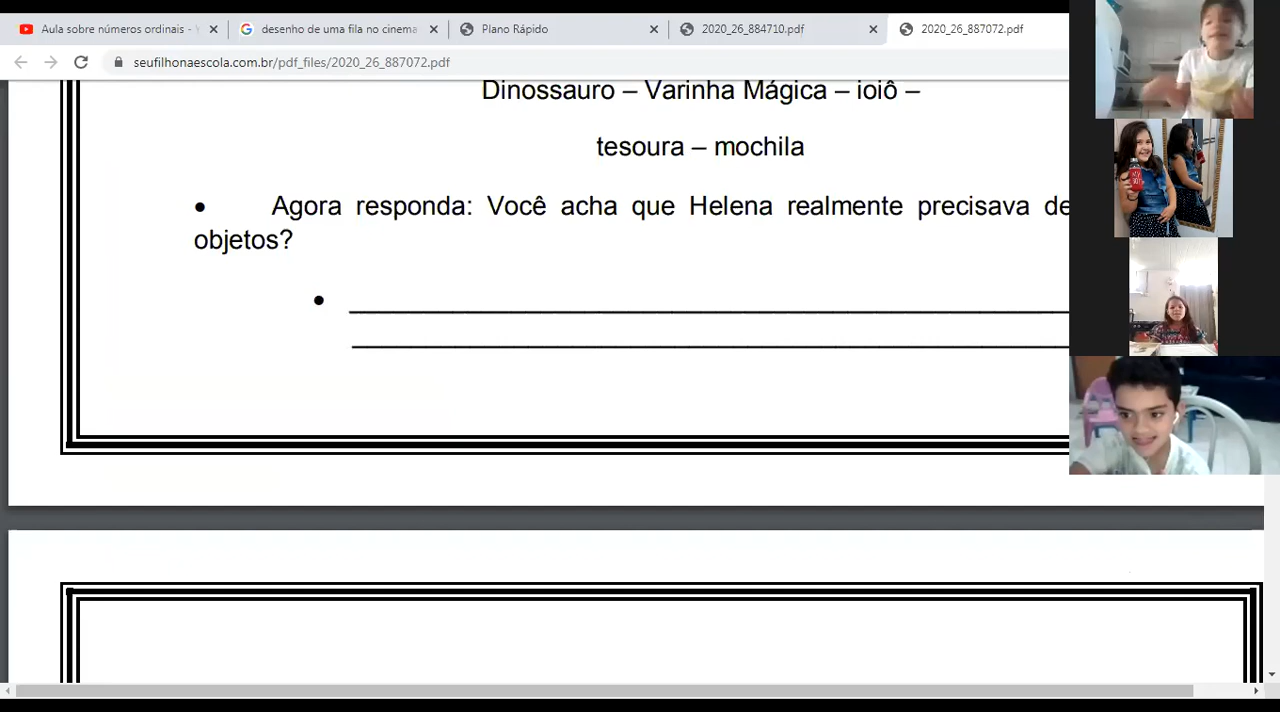 Aula sobre números ordinais -
desenho de uma fila no cinema
Plano Rápido
2020_26_884710.pdf
2020_26_887072.pdf
seufilhonaescola.com.br/pdf_files/2020_26_887072.pdf
Dinossauro – Varinha Mágica – ioiô –
tesoura – mochila
• Agora responda: Você acha que Helena realmente precisava de
objetos?
•